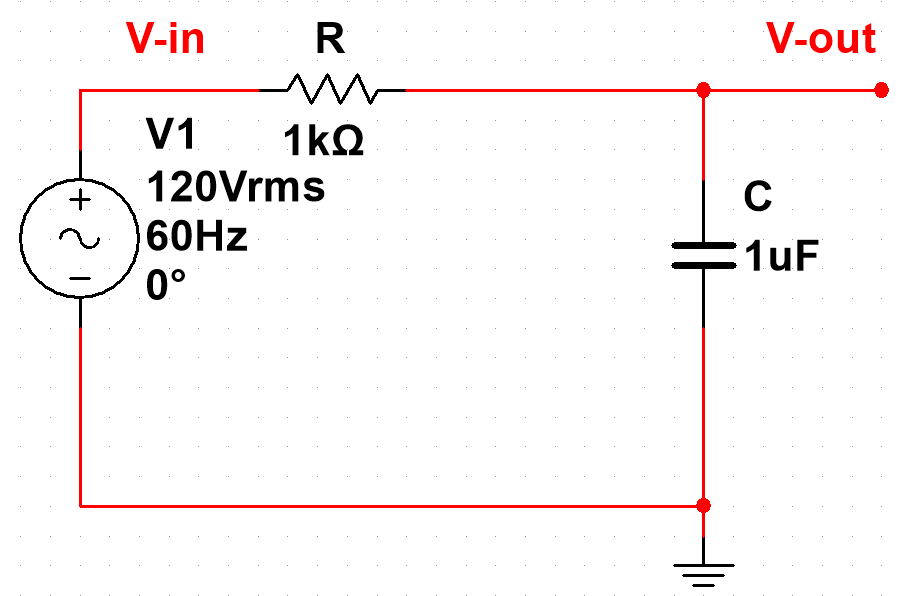 V-in
R
V-out
V1
1kΩ
120Vrms
60Hz
0°
C
1uF
+